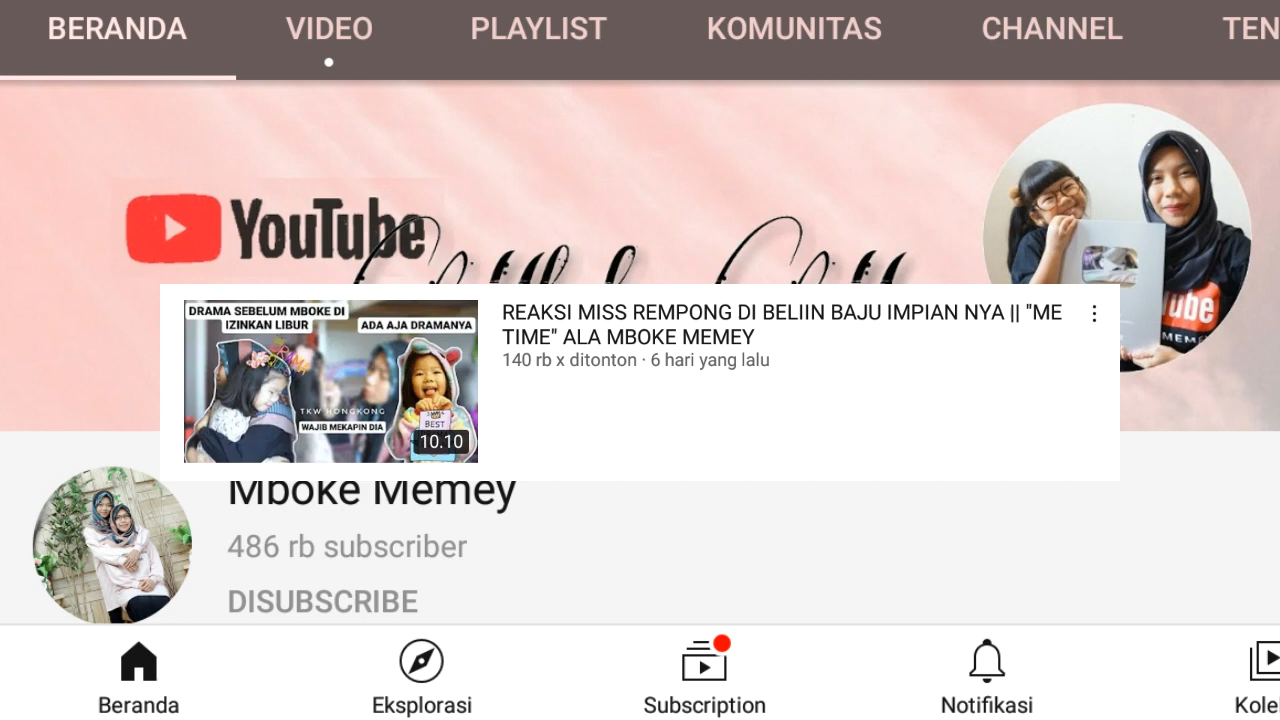 BERANDA VIDEO PLAYLIST KOMUNITAS CHANNEL TEN
YouTube
DRAMA SEBELUM MBOKE DI
IZINKAN LIBUR
ADA AJA DRAMANYA
TKW HONGKONG
WAJIB MEKAPIN DIA
BEST
10.10
REAKSI MISS REMPONG DI BELIIN BAJU IMPIAN NYA || "ME
TIME" ALA MBOKE MEMEY
140 rb x ditonton · 6 hari yang lalu
Mboke Memey
486 rb subscriber
DISUBSCRIBE
Beranda Eksplorasi Subscription Notifikasi Kole